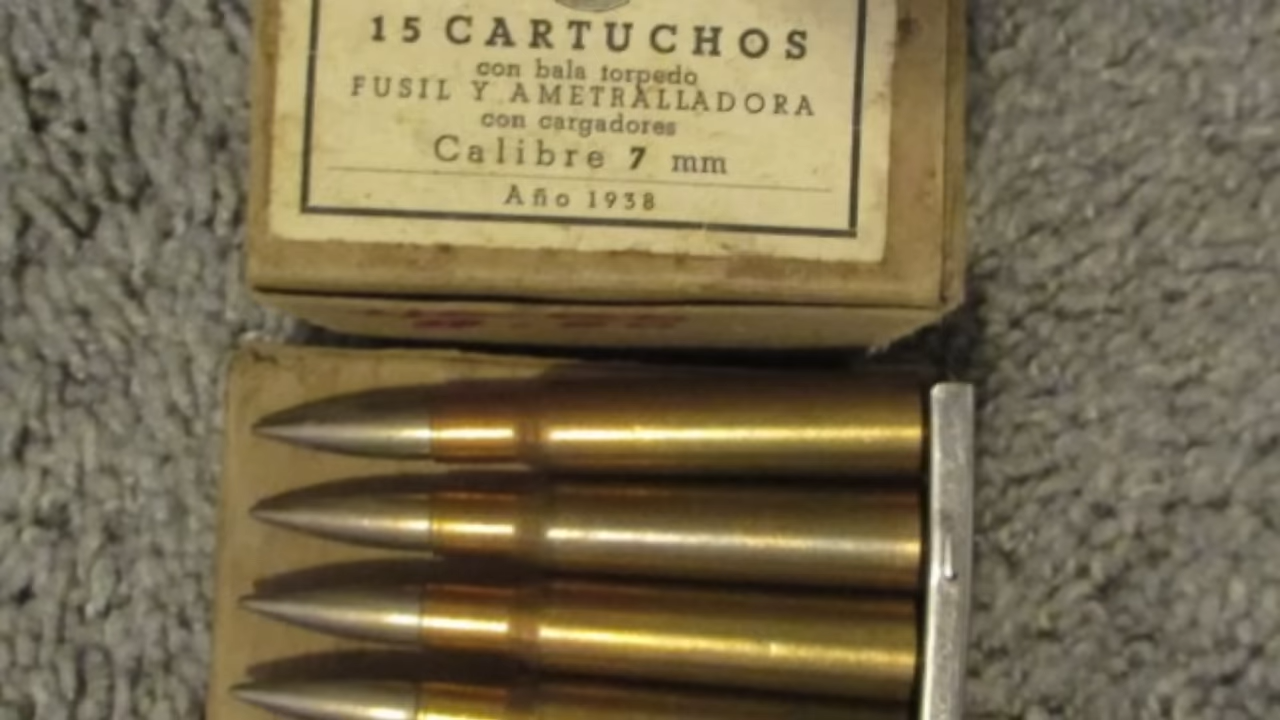 15 CARTUCHOS
con bala torpedo
FUSIL Y AMETRALLADORA
con cargadores
Calibre 7 mm
Año 1938